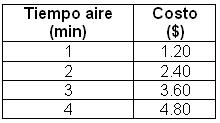 Tiempo aire Costo
(min) ($)
1 1.20
2 2.40
3 3.60
4 4.80